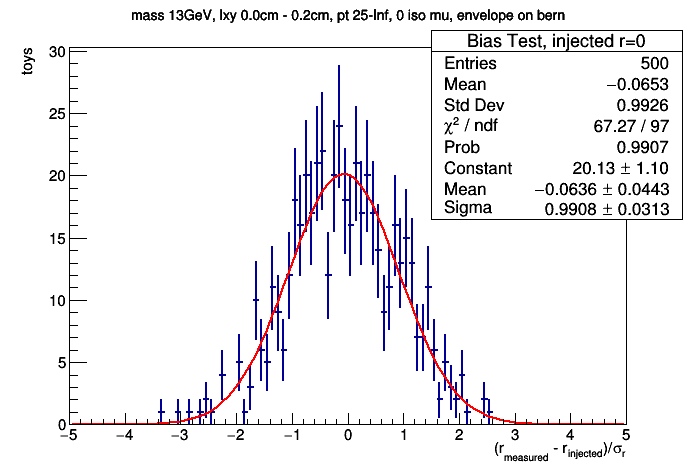 mass 13GeV, lxy 0.0cm - 0.2cm, pt 25-Inf, 0 iso mu, envelope on bern
toys
Bias Test, injected r=0
Entries 500
Mean −0.0653
Std Dev 0.9926
χ² / ndf 67.27 / 97
Prob 0.9907
Constant 20.13 ± 1.10
Mean −0.0636 ± 0.0443
Sigma 0.9908 ± 0.0313
30
25
20
15
10
5
0
−5 −4 −3 −2 −1 0 1 2 3 4 5
(r_measured - r_injected)/σ_r